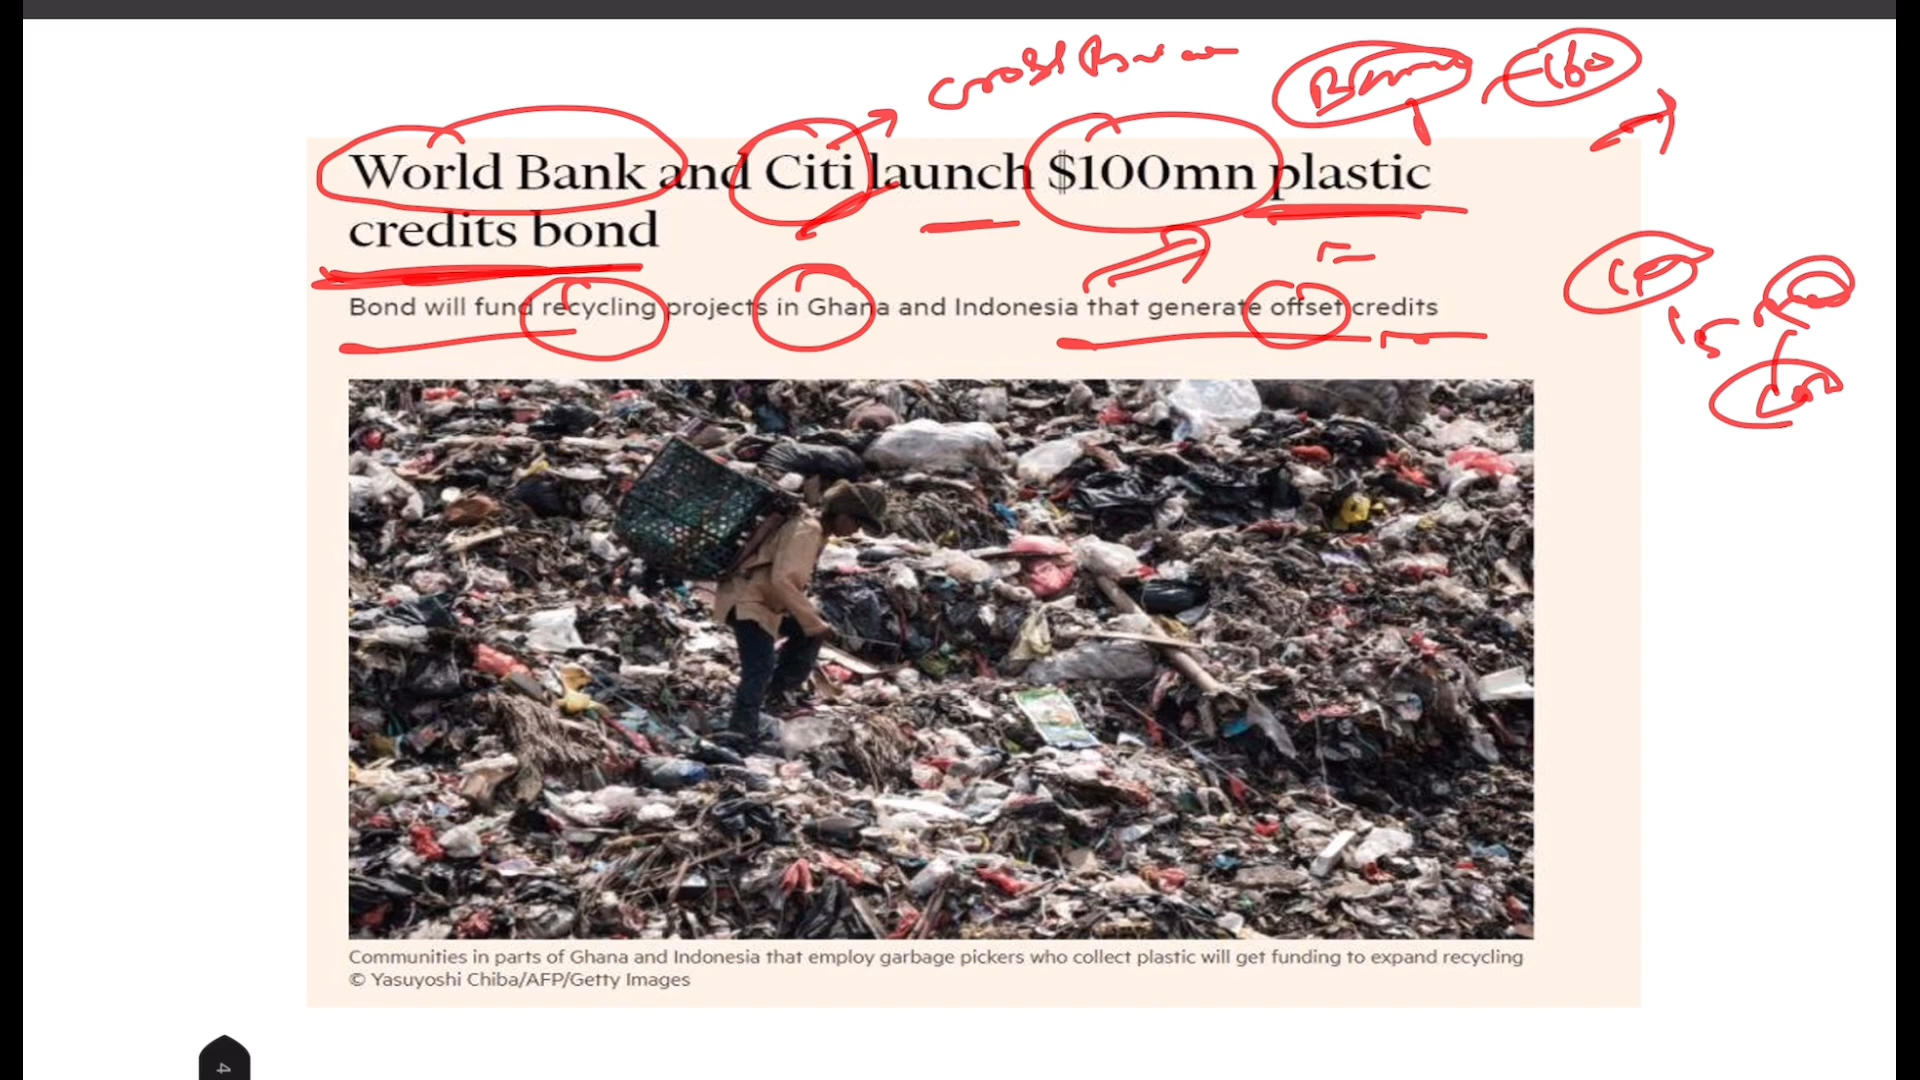 World Bank and Citi launch $100mn plastic
credits bond
Bond will fund recycling projects in Ghana and Indonesia that generate offset credits
Communities in parts of Ghana and Indonesia that employ garbage pickers who collect plastic will get funding to expand recycling
© Yasuyoshi Chiba/AFP/Getty Images
4